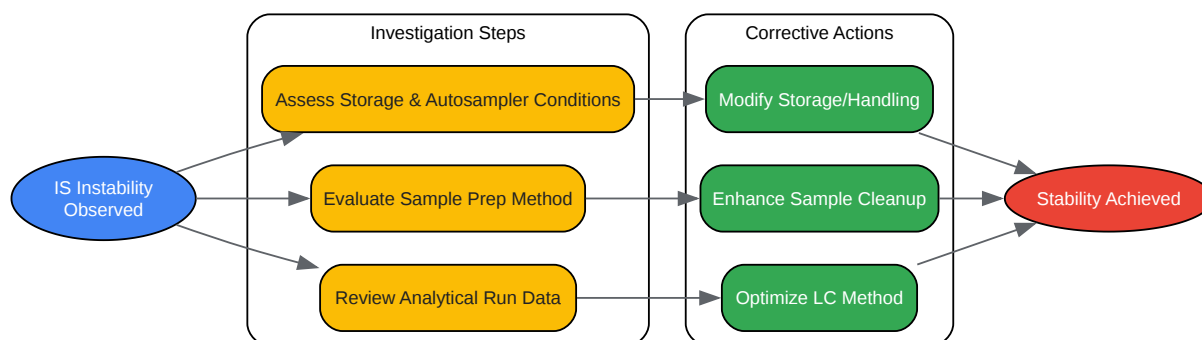 Investigation Steps
Corrective Actions
Assess Storage & Autosampler Conditions
Modify Storage/Handling
IS Instability
Observed
Evaluate Sample Prep Method
Enhance Sample Cleanup
Stability Achieved
Review Analytical Run Data
Optimize LC Method